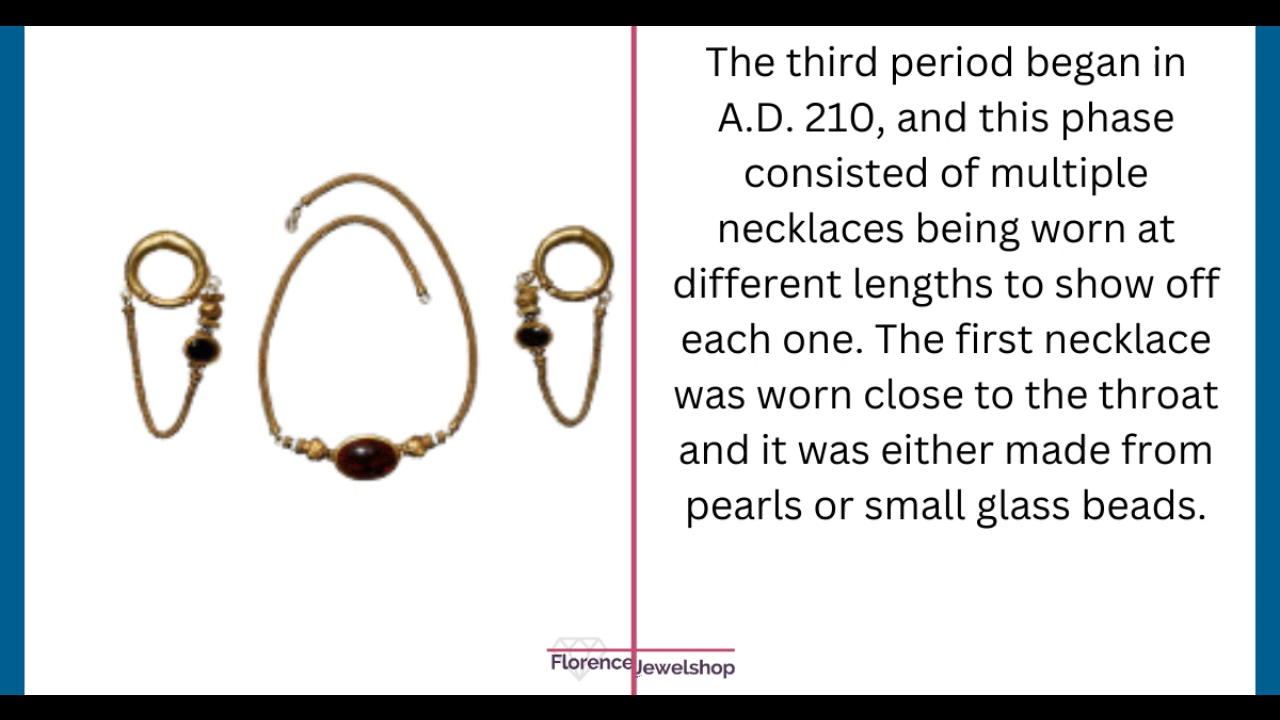 The third period began in
A.D. 210, and this phase
consisted of multiple
necklaces being worn at
different lengths to show off
each one. The first necklace
was worn close to the throat
and it was either made from
pearls or small glass beads.
Florence Jewelshop